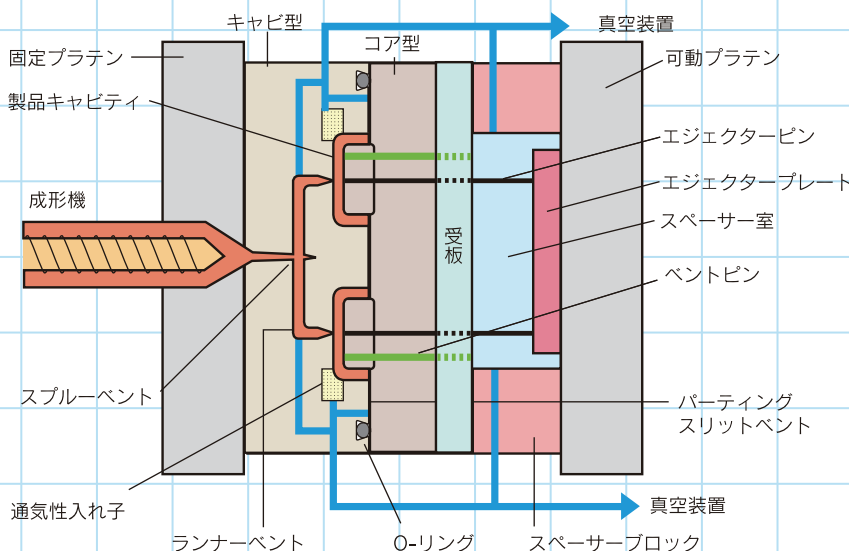 キャビ型
真空装置
コア型
固定プラテン
可動プラテン
製品キャビティ
エジェクターピン
エジェクタープレート
成形機
スペーサー室
受板
ベントピン
スプルーベント
パーティング
スリットベント
通気性入れ子
真空装置
ランナーベント
O-リング
スペーサーブロック